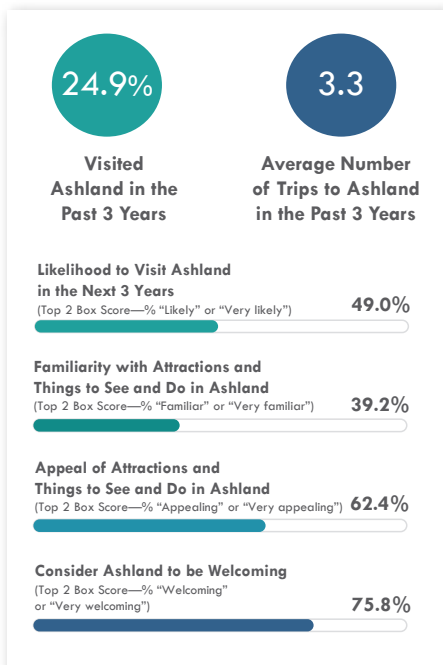 24.9%
3.3
Visited
Ashland in the
Past 3 Years
Average Number
of Trips to Ashland
in the Past 3 Years
Likelihood to Visit Ashland
in the Next 3 Years
(Top 2 Box Score—% “Likely” or “Very likely”)
49.0%
Familiarity with Attractions and
Things to See and Do in Ashland
(Top 2 Box Score—% “Familiar” or “Very familiar”)
39.2%
Appeal of Attractions and
Things to See and Do in Ashland
(Top 2 Box Score—% “Appealing” or “Very appealing”)
62.4%
Consider Ashland to be Welcoming
(Top 2 Box Score—% “Welcoming”
or “Very welcoming”)
75.8%